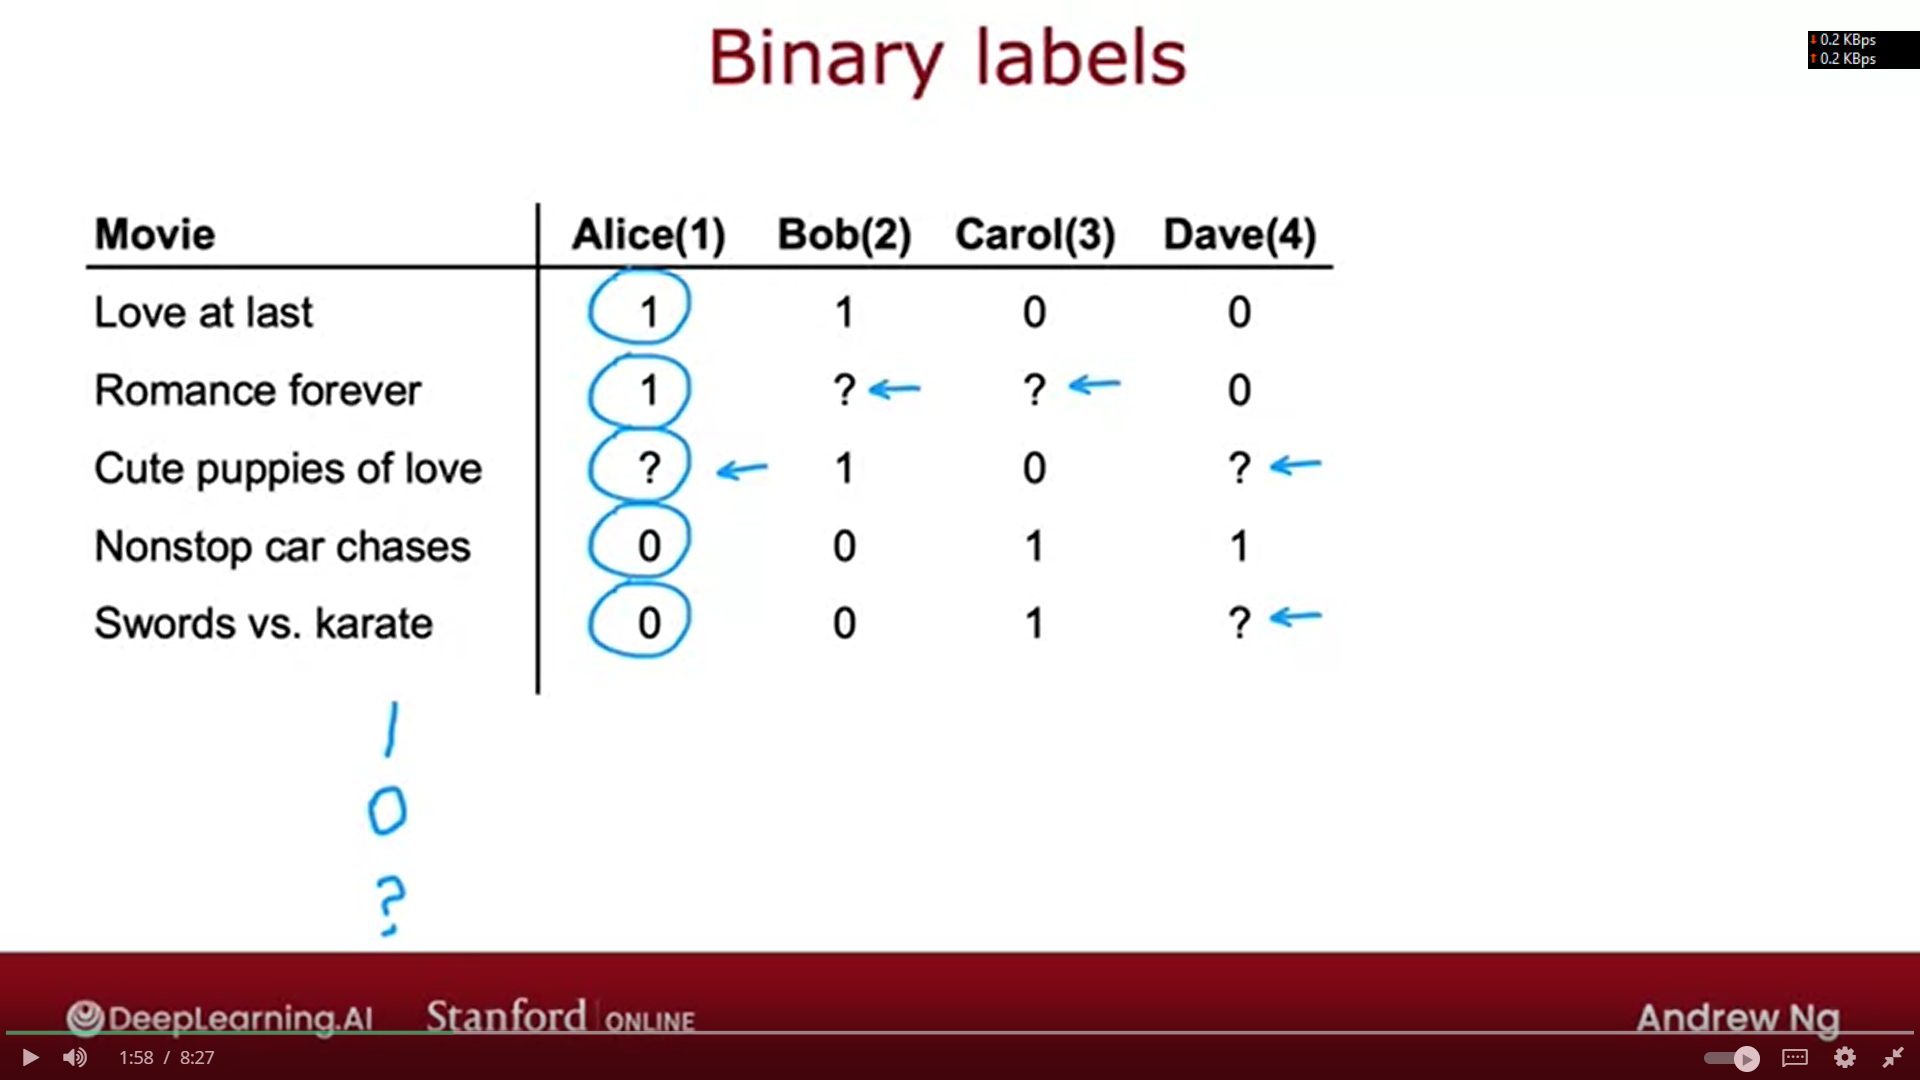 Binary labels
0.2 KBps
0.2 KBps
Movie Alice(1) Bob(2) Carol(3) Dave(4)
Love at last 1 1 0 0
Romance forever 1 ? ? 0
Cute puppies of love ? 1 0 ?
Nonstop car chases 0 0 1 1
Swords vs. karate 0 0 1 ?
1
0
?
DeepLearning.AI Stanford ONLINE Andrew Ng
1:58 / 8:27